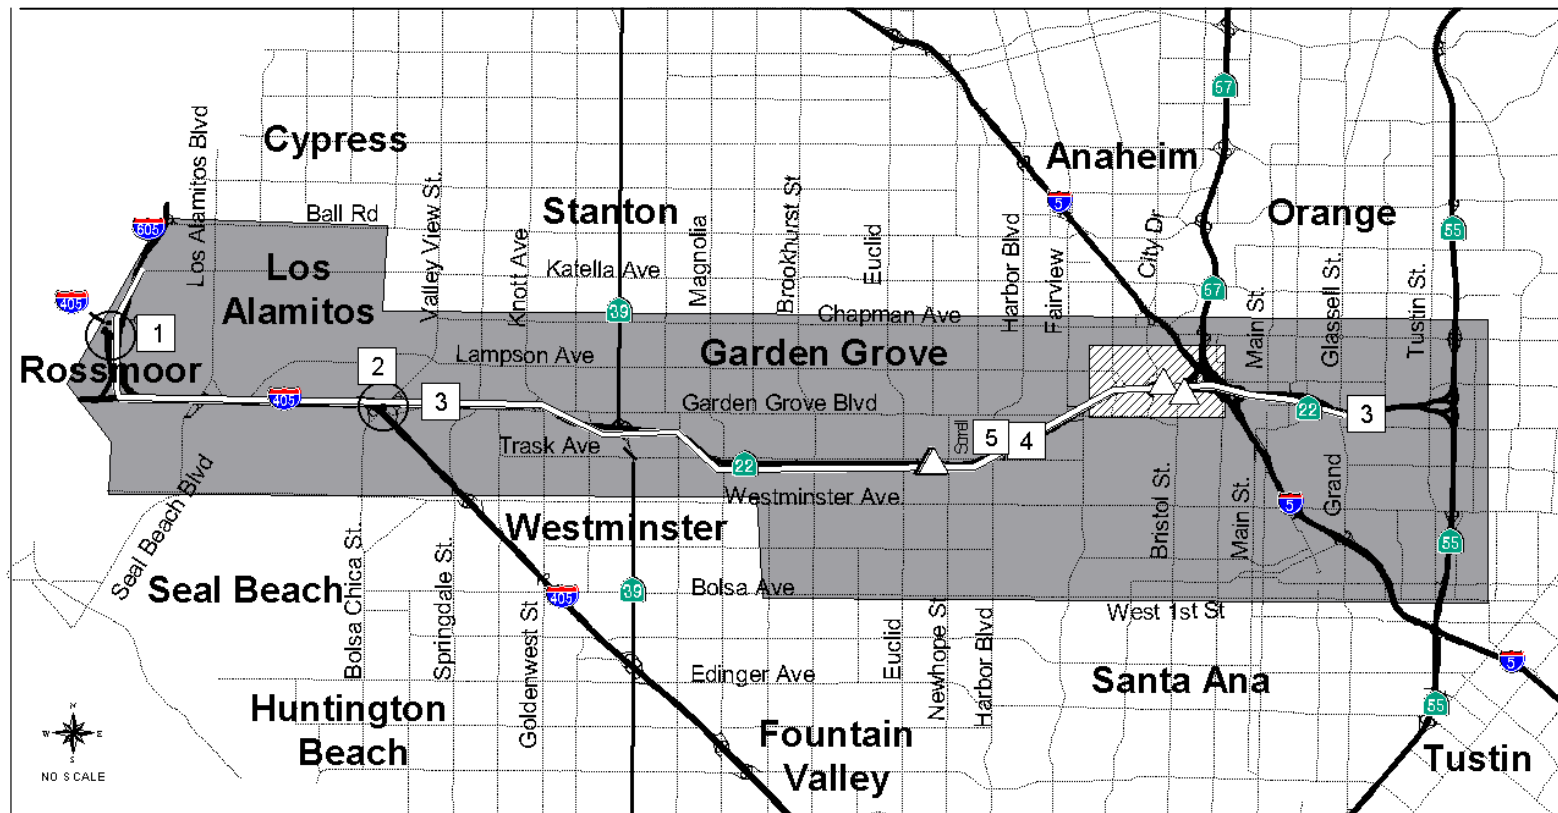 57
Cypress
Anaheim
Los Alamitos Blvd
Valley View St.
Ball Rd
Stanton
5
Orange
605
Knott Ave
Magnolia
Brookhurst St
Euclid
Harbor Blvd
Fairview
City Dr
55
Los
Alamitos
Katella Ave
57
405
39
Chapman Ave
Main St.
Glassell St.
Tustin St.
1
Rossmoor
2
Lampson Ave
Garden Grove
405
3
Garden Grove Blvd
22
3
Trask Ave
5
4
22
Westminster Ave
Bristol St.
Main St.
Grand
5
Seal Beach Blvd
Westminster
55
Seal Beach
Bolsa Chica St.
Springdale St.
405
39
Bolsa Ave
West 1st St
Goldenwest St
Euclid
Newhope St
Harbor Blvd
Edinger Ave
Santa Ana
5
Huntington
Beach
55
N
W E
S
NO SCALE
Fountain
Valley
Tustin